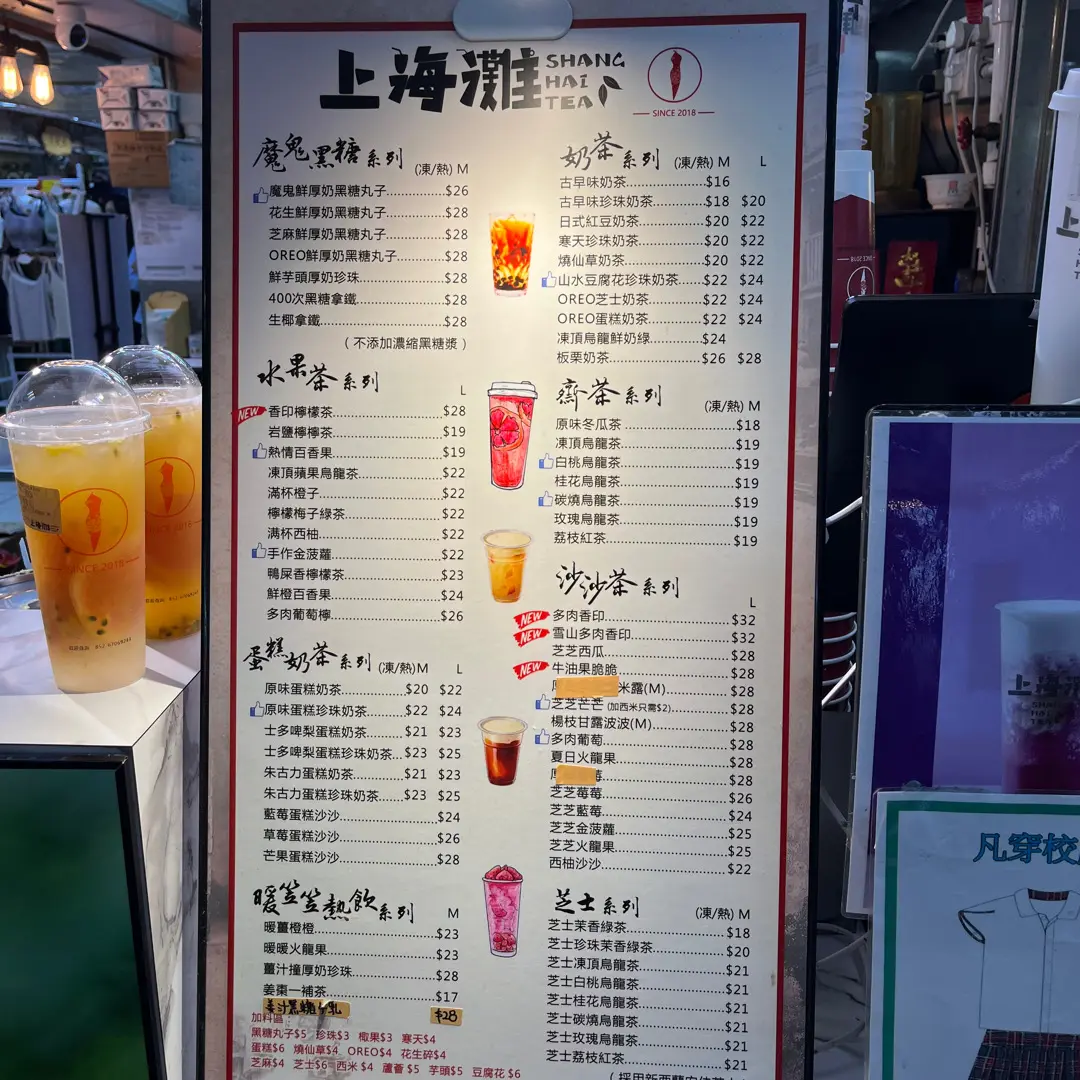 上海灘
SHANG
HAI
TEA
SINCE 2018
魔鬼黑糖系列 (凍/熱) M
魔鬼鮮厚奶黑糖丸子 $26
花生鮮厚奶黑糖丸子 $28
芝麻鮮厚奶黑糖丸子 $28
OREO鮮厚奶黑糖丸子 $28
鮮芋頭厚奶珍珠 $28
400次黑糖拿鐵 $28
生椰拿鐵 $28
(不添加濃縮黑糖漿)
水果茶系列 L
NEW 香印檸檬茶 $28
岩鹽檸檸茶 $19
熱情百香果 $19
凍頂蘋果烏龍茶 $22
滿杯橙子 $22
檸檬梅子綠茶 $22
满杯西柚 $22
手作金菠蘿 $22
鴨屎香檸檬茶 $23
鮮橙百香果 $24
多肉葡萄檸 $26
蛋糕奶茶系列 (凍/熱) M L
原味蛋糕奶茶 $20 $22
原味蛋糕珍珠奶茶 $22 $24
士多啤梨蛋糕奶茶 $21 $23
士多啤梨蛋糕珍珠奶茶 $23 $25
朱古力蛋糕奶茶 $21 $23
朱古力蛋糕珍珠奶茶 $23 $25
藍莓蛋糕沙沙 $24
草莓蛋糕沙沙 $26
芒果蛋糕沙沙 $28
暖笠笠熱飲系列 M
暖薑橙橙 $23
暖暖火龍果 $23
薑汁撞厚奶珍珠 $28
姜棗一補茶 $17
姜汁黑糖牛乳 $28
加料區:
黑糖丸子$5 珍珠$3 椰果$3 寒天$4
蛋糕$6 燒仙草$4 OREO$4 花生碎$4
芝麻$4 芝士$6 西米$4 蘆薈$5 芋頭$5 豆腐花$6
奶茶系列 (凍/熱) M L
古早味奶茶 $16
古早味珍珠奶茶 $18 $20
日式紅豆奶茶 $20 $22
寒天珍珠奶茶 $20 $22
燒仙草奶茶 $20 $22
山水豆腐花珍珠奶茶 $22 $24
OREO芝士奶茶 $22 $24
OREO蛋糕奶茶 $22 $24
凍頂烏龍鮮奶綠 $24
板栗奶茶 $26 $28
齋茶系列 (凍/熱) M
原味冬瓜茶 $18
凍頂烏龍茶 $19
白桃烏龍茶 $19
桂花烏龍茶 $19
碳燒烏龍茶 $19
玫瑰烏龍茶 $19
荔枝紅茶 $19
沙沙茶系列 L
NEW 多肉香印 $32
NEW 雪山多肉香印 $32
芝芝西瓜 $28
NEW 牛油果脆脆 $28
米露(M) $28
芝芝芒芒 (加西米只需$2) $28
楊枝甘露波波(M) $28
多肉葡萄 $28
夏日火龍果 $28
莓 $28
芝芝莓莓 $26
芝芝藍莓 $24
芝芝金菠蘿 $25
芝芝火龍果 $25
西柚沙沙 $22
芝士系列 (凍/熱) M
芝士茉香綠茶 $18
芝士珍珠茉香綠茶 $20
芝士凍頂烏龍茶 $21
芝士白桃烏龍茶 $21
芝士桂花烏龍茶 $21
芝士碳燒烏龍茶 $21
芝士玫瑰烏龍茶 $21
芝士荔枝紅茶 $21
SINCE 2018
上海灘
凡穿校